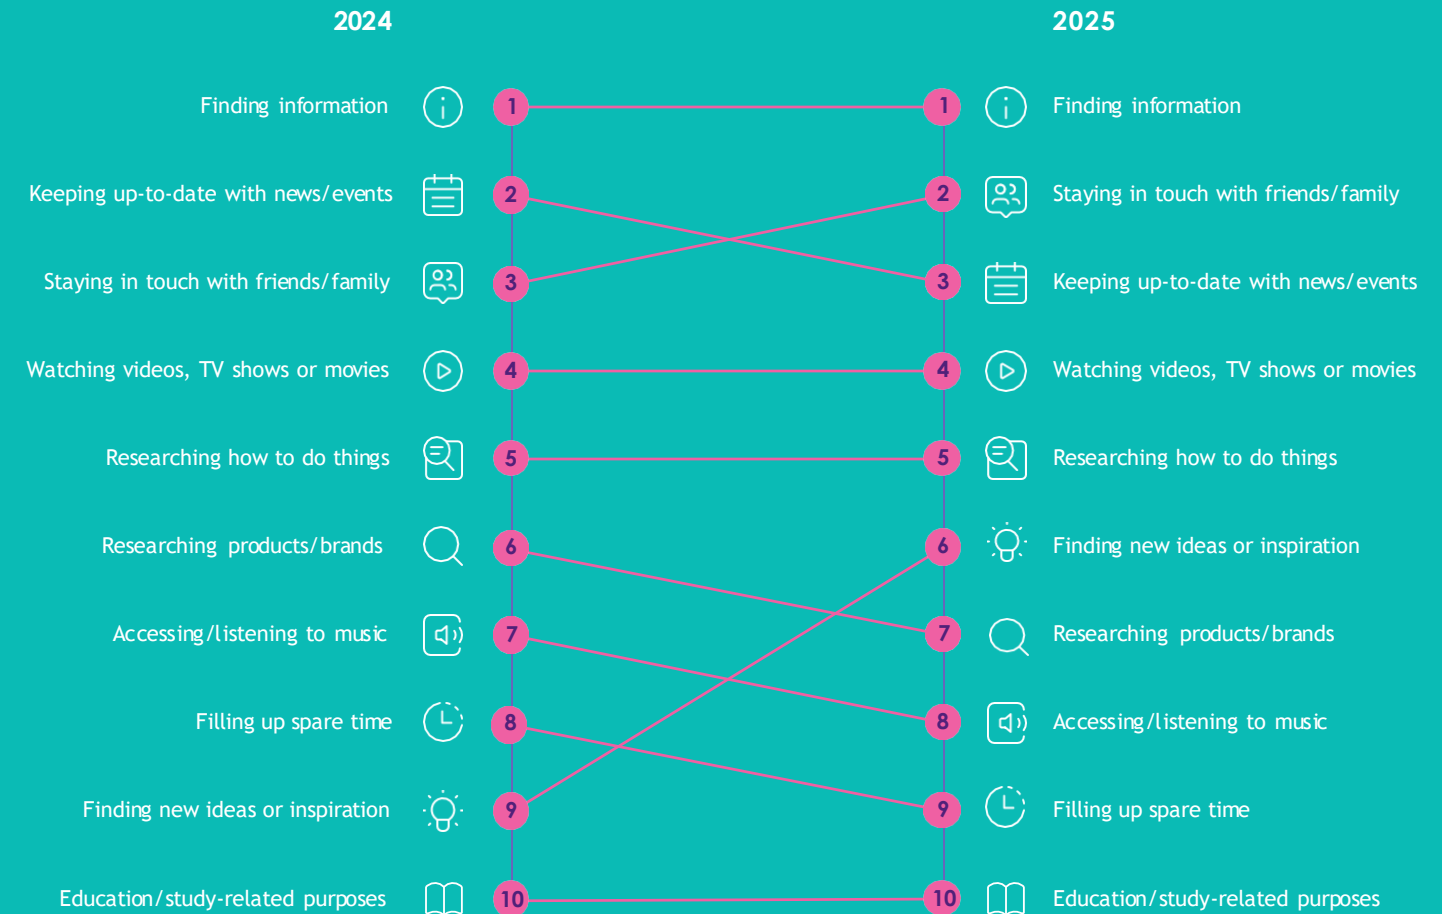 2024 2025
Finding information 1 1 Finding information
Keeping up-to-date with news/events 2 2 Staying in touch with friends/family
Staying in touch with friends/family 3 3 Keeping up-to-date with news/events
Watching videos, TV shows or movies 4 4 Watching videos, TV shows or movies
Researching how to do things 5 5 Researching how to do things
Researching products/brands 6 6 Finding new ideas or inspiration
Accessing/listening to music 7 7 Researching products/brands
Filling up spare time 8 8 Accessing/listening to music
Finding new ideas or inspiration 9 9 Filling up spare time
Education/study-related purposes 10 10 Education/study-related purposes